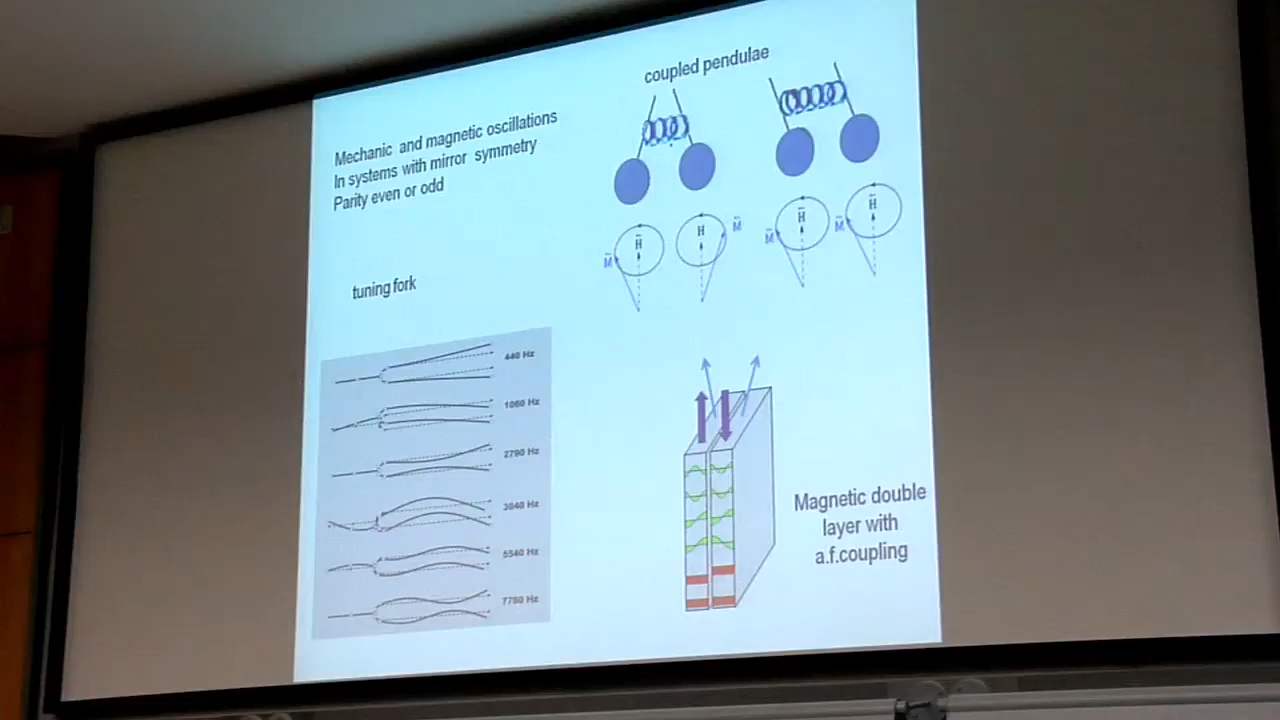 coupled pendulae
Mechanic and magnetic oscillations
In systems with mirror symmetry
Parity even or odd
H
M
H
M
H
M
H
M
tuning fork
440 Hz
1060 Hz
2790 Hz
3840 Hz
5540 Hz
7760 Hz
Magnetic double
layer with
a.f.coupling